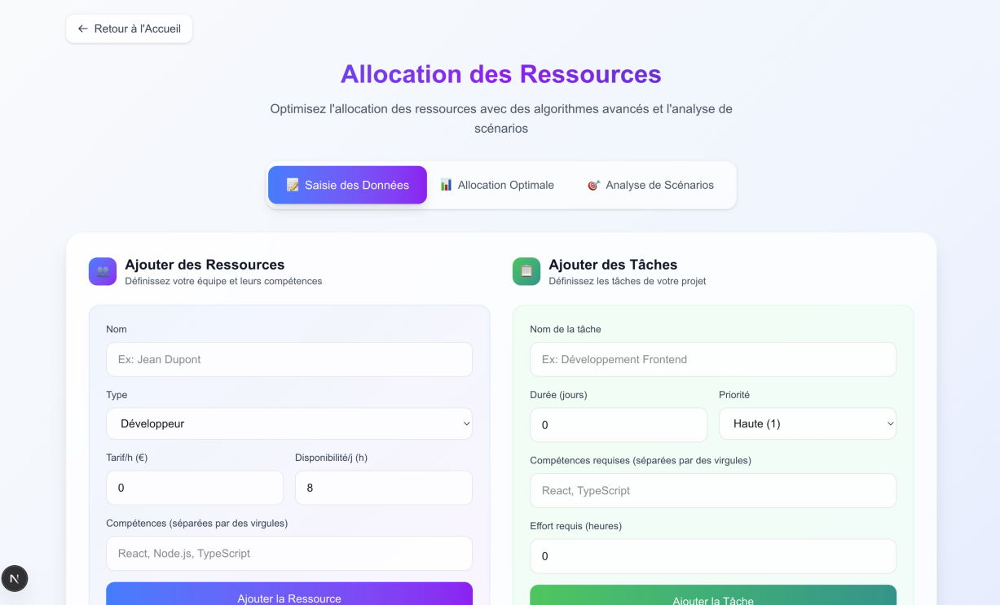 ← Retour à l'Accueil
Allocation des Ressources
Optimisez l'allocation des ressources avec des algorithmes avancés et l'analyse de
scénarios
Saisie des Données
Allocation Optimale
Analyse de Scénarios
Ajouter des Ressources
Définissez votre équipe et leurs compétences
Nom
Ex: Jean Dupont
Type
Développeur
Tarif/h (€) Disponibilité/j (h)
0 8
Compétences (séparées par des virgules)
React, Node.js, TypeScript
Ajouter la Ressource
Ajouter des Tâches
Définissez les tâches de votre projet
Nom de la tâche
Ex: Développement Frontend
Durée (jours) Priorité
0 Haute (1)
Compétences requises (séparées par des virgules)
React, TypeScript
Effort requis (heures)
0
Ajouter la Tâche
N